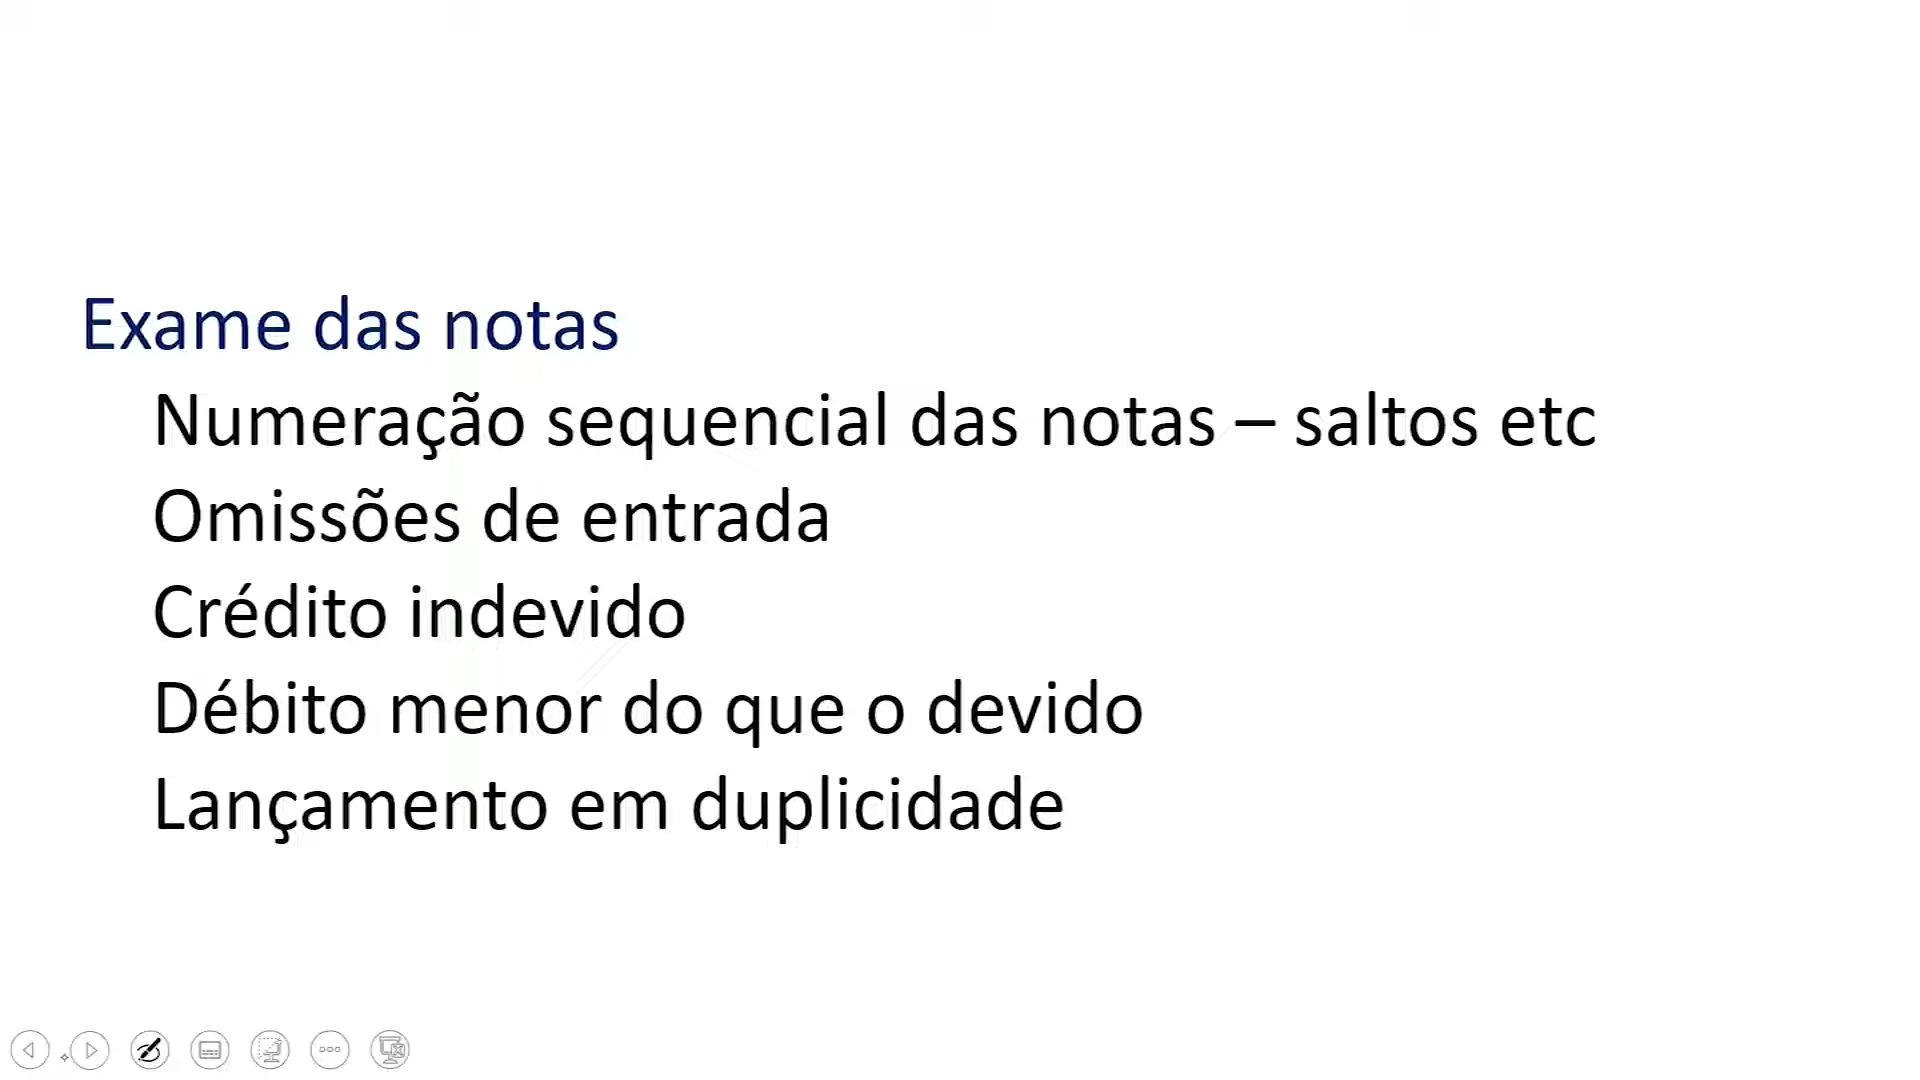 Exame das notas
Numeração sequencial das notas – saltos etc
Omissões de entrada
Crédito indevido
Débito menor do que o devido
Lançamento em duplicidade